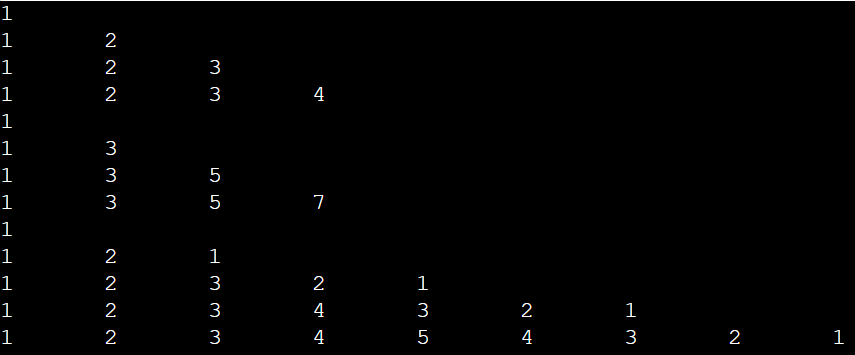 1
1 2
1 2 3
1 2 3 4
1
1 3
1 3 5
1 3 5 7
1
1 2 1
1 2 3 2 1
1 2 3 4 3 2 1
1 2 3 4 5 4 3 2 1